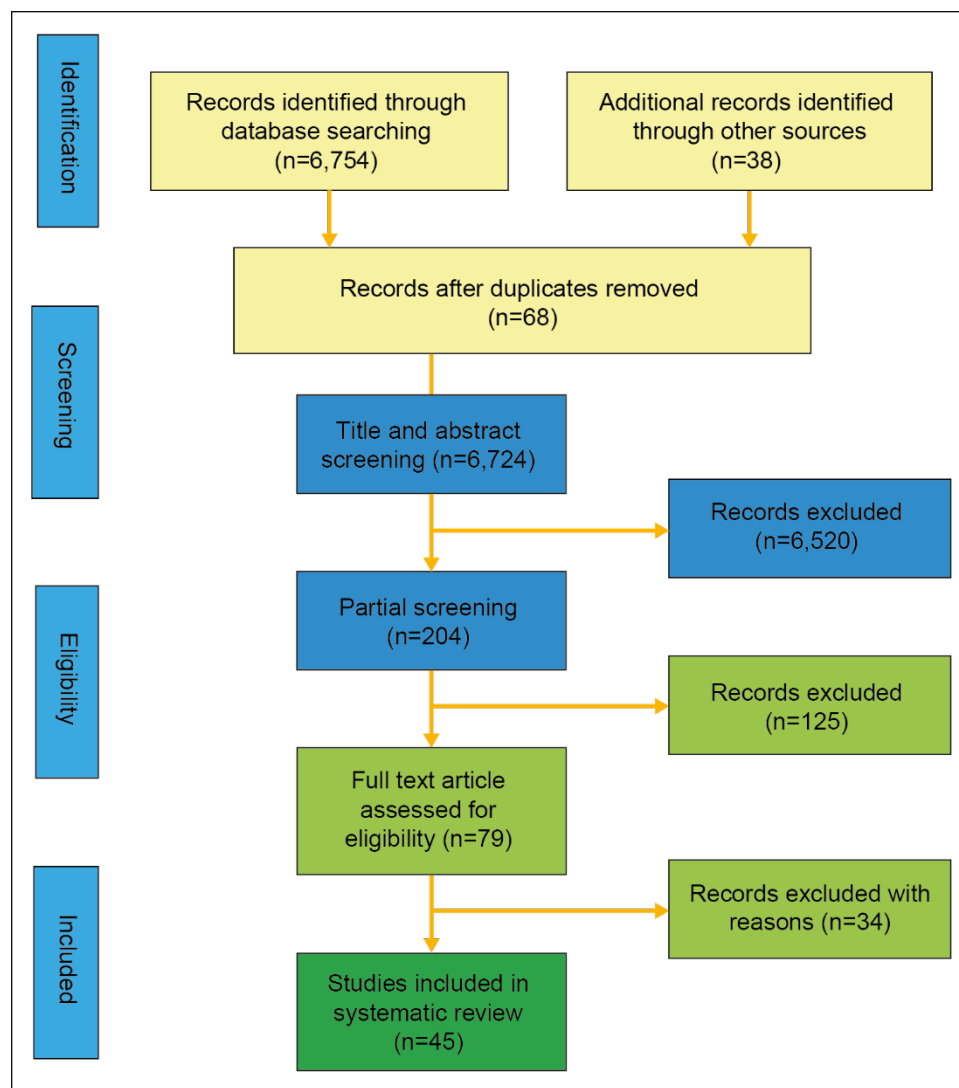 Identification
Records identified through
database searching
(n=6,754)
Additional records identified
through other sources
(n=38)
Records after duplicates removed
(n=68)
Screening
Title and abstract
screening (n=6,724)
Records excluded
(n=6,520)
Partial screening
(n=204)
Eligibility
Records excluded
(n=125)
Full text article
assessed for
eligibility (n=79)
Included
Records excluded with
reasons (n=34)
Studies included in
systematic review
(n=45)